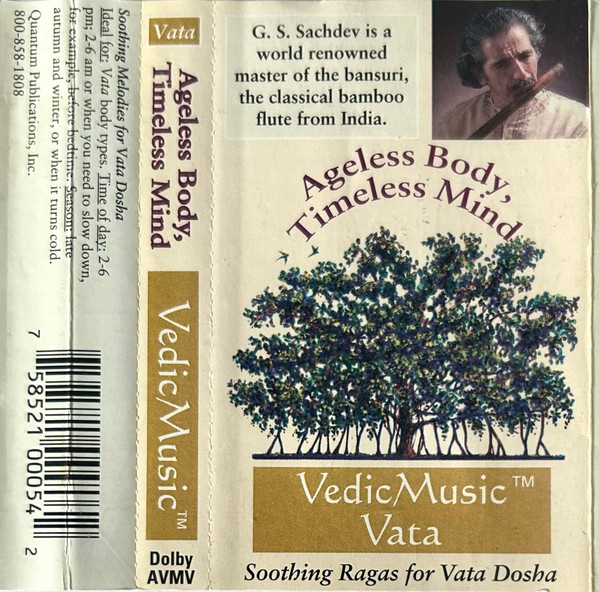 Soothing Melodies for Vata Dosha
Ideal for: Vata body types. Time of day: 2-6
pm; 2-6 am or when you need to slow down,
for example, before bedtime. Season: late
autumn and winter, or when it turns cold.
Quantum Publications, Inc.
800-858-1808
7 58521 00054 2
Vata
Ageless Body,
Timeless Mind
VedicMusic™
Dolby
AVMV
G. S. Sachdev is a
world renowned
master of the bansuri,
the classical bamboo
flute from India.
Ageless Body,
Timeless Mind
VedicMusic™
Vata
Soothing Ragas for Vata Dosha